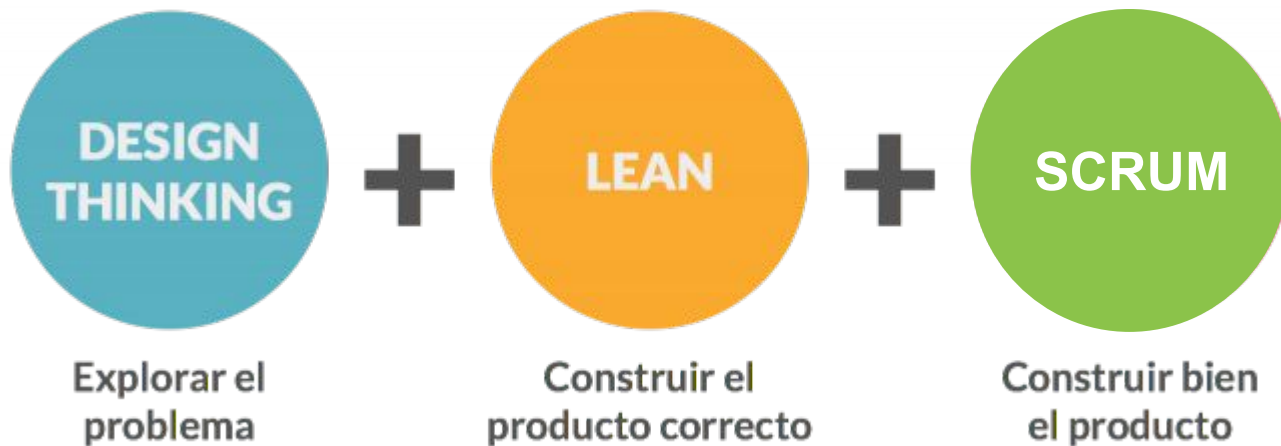 DESIGN
THINKING
LEAN
SCRUM
Explorar el
problema
Construir el
producto correcto
Construir bien
el producto